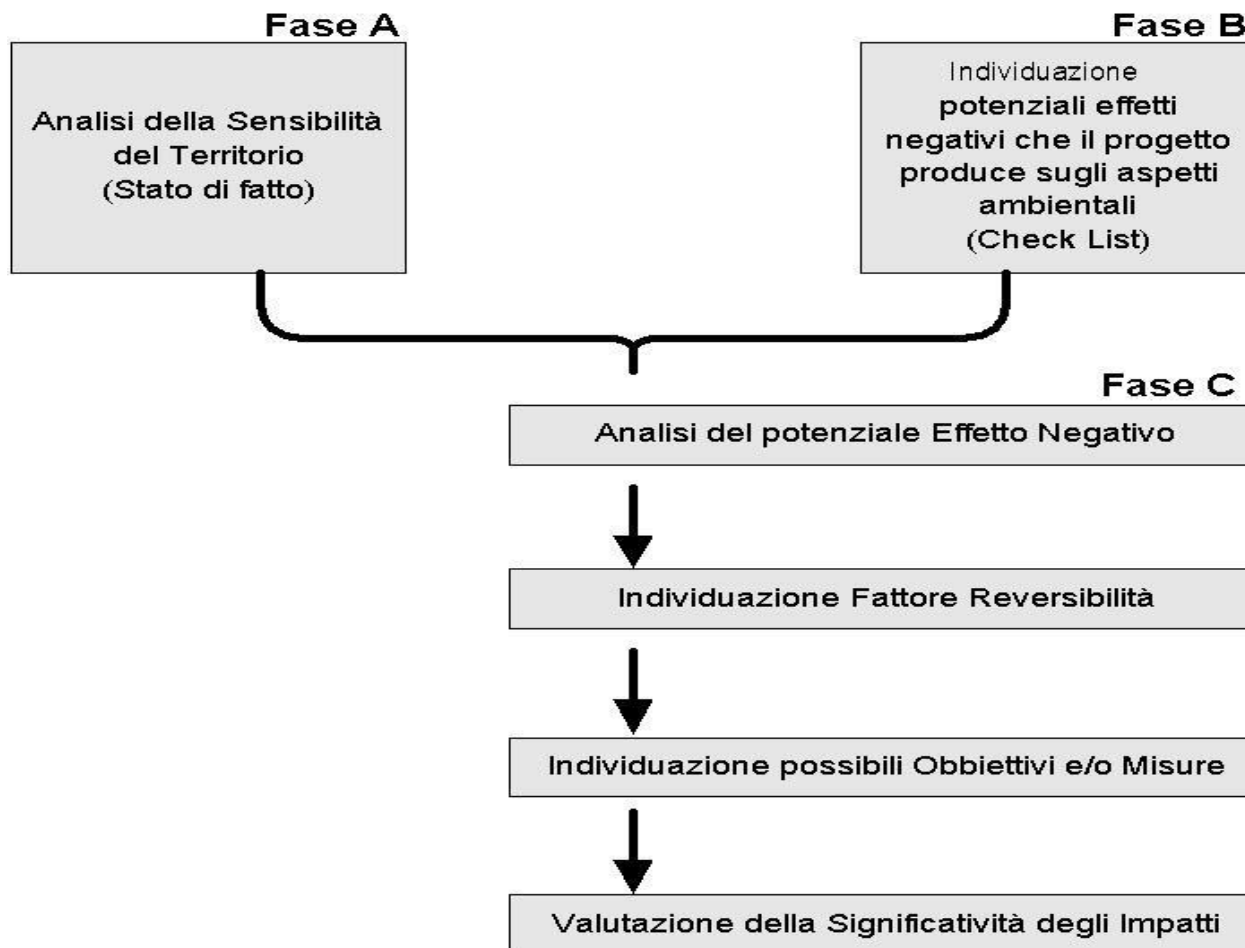 Fase A
Analisi della Sensibilità
del Territorio
(Stato di fatto)
Fase B
Individuazione
potenziali effetti
negativi che il progetto
produce sugli aspetti
ambientali
(Check List)
Fase C
Analisi del potenziale Effetto Negativo
Individuazione Fattore Reversibilità
Individuazione possibili Obbiettivi e/o Misure
Valutazione della Significatività degli Impatti